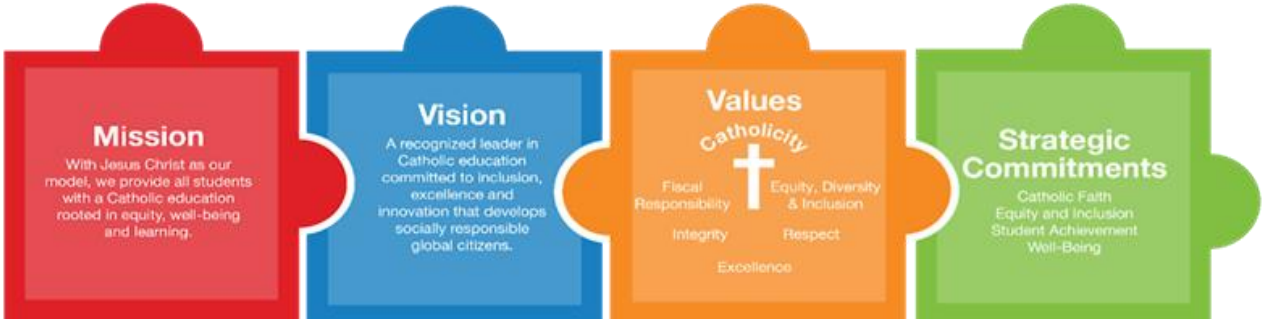 Mission
With Jesus Christ as our
model, we provide all students
with a Catholic education
rooted in equity, well-being
and learning.
Vision
A recognized leader in
Catholic education
committed to inclusion,
excellence and
innovation that develops
socially responsible
global citizens.
Values
Catholicity
Fiscal
Responsibility
Equity, Diversity
& Inclusion
Integrity
Respect
Excellence
Strategic
Commitments
Catholic Faith
Equity and Inclusion
Student Achievement
Well-Being